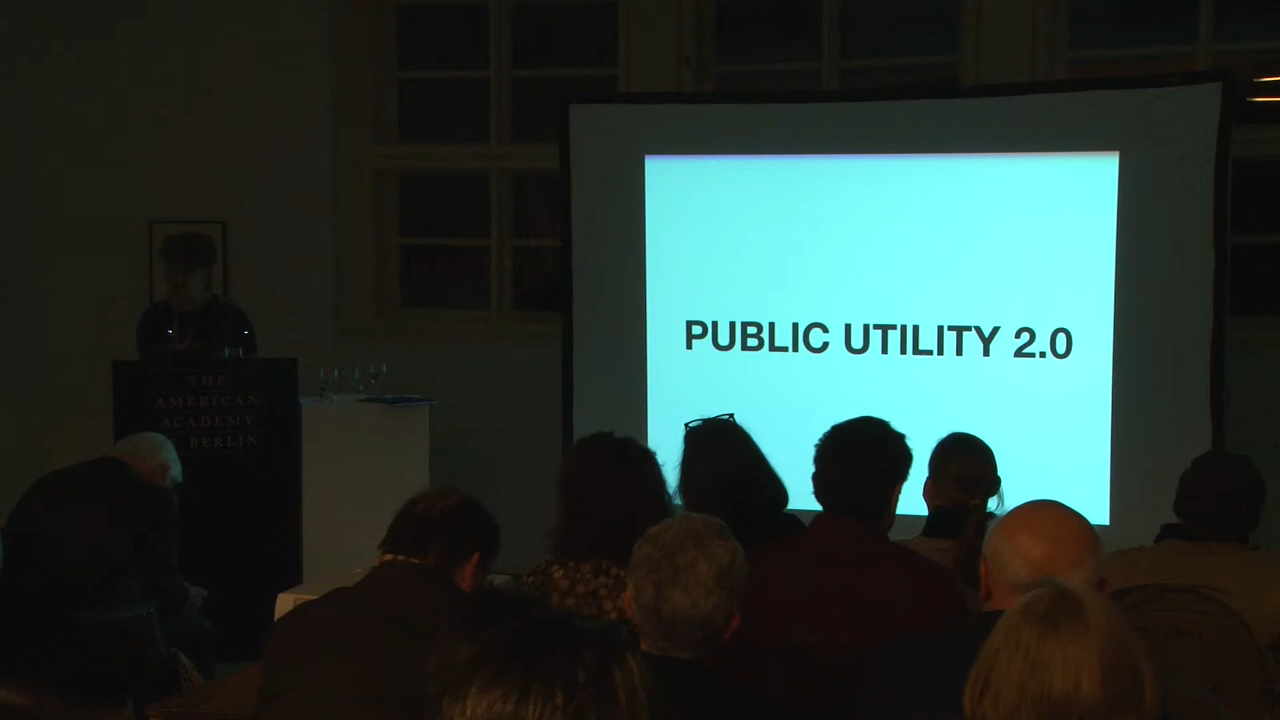 PUBLIC UTILITY 2.0
THE
AMERICAN
ACADEMY
BERLIN